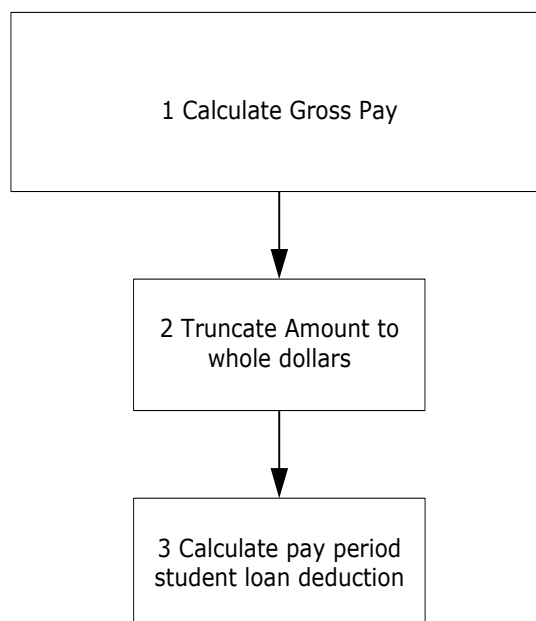 1 Calculate Gross Pay
2 Truncate Amount to
whole dollars
3 Calculate pay period
student loan deduction